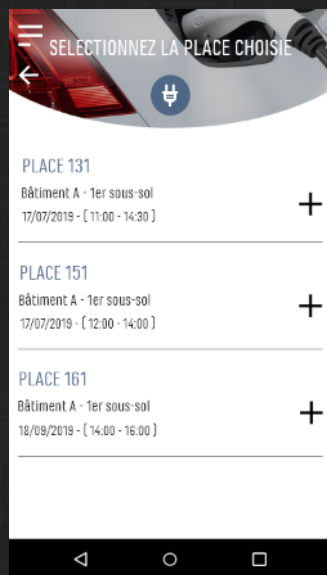 SELECTIONNEZ LA PLACE CHOISIE
PLACE 131
Bâtiment A - 1er sous-sol
17/07/2019 - ( 11:00 - 14:30 )
PLACE 151
Bâtiment A - 1er sous-sol
17/07/2019 - ( 12:00 - 14:00 )
PLACE 161
Bâtiment A - 1er sous-sol
18/09/2019 - ( 14:00 - 16:00 )